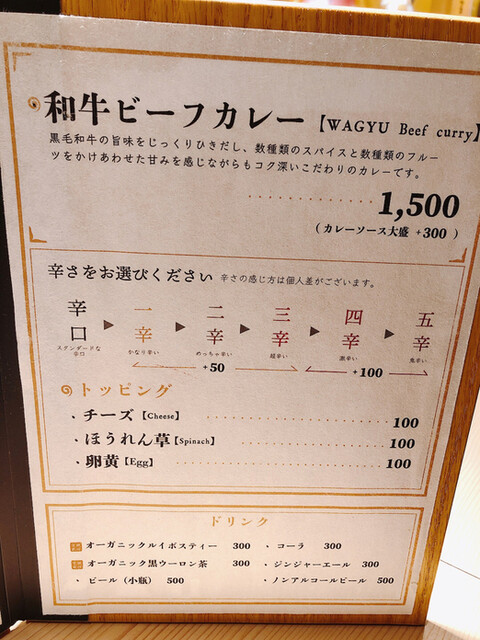 和牛ビーフカレー【WAGYU Beef curry】
黒毛和牛の旨味をじっくりひきだし、数種類のスパイスと数種類のフルー
ツをかけあわせた甘みを感じながらもコク深いこだわりのカレーです。
1,500
(カレーソース大盛 +300 )
辛さをお選びください 辛さの感じ方は個人差がございます。
辛口 ▶ 一辛 ▶ 二辛 ▶ 三辛 ▶ 四辛 ▶ 五辛
スタンダードな辛口 かなり辛い めっちゃ辛い 超辛い 激辛い 鬼辛い
+50 +100
トッピング
・チーズ【Cheese】 100
・ほうれん草【Spinach】 100
・卵黄【Egg】 100
ドリンク
オーガニックルイボスティー 300 ・コーラ 300
オーガニック黒ウーロン茶 300 ・ジンジャーエール 300
・ビール(小瓶) 500 ・ノンアルコールビール 500